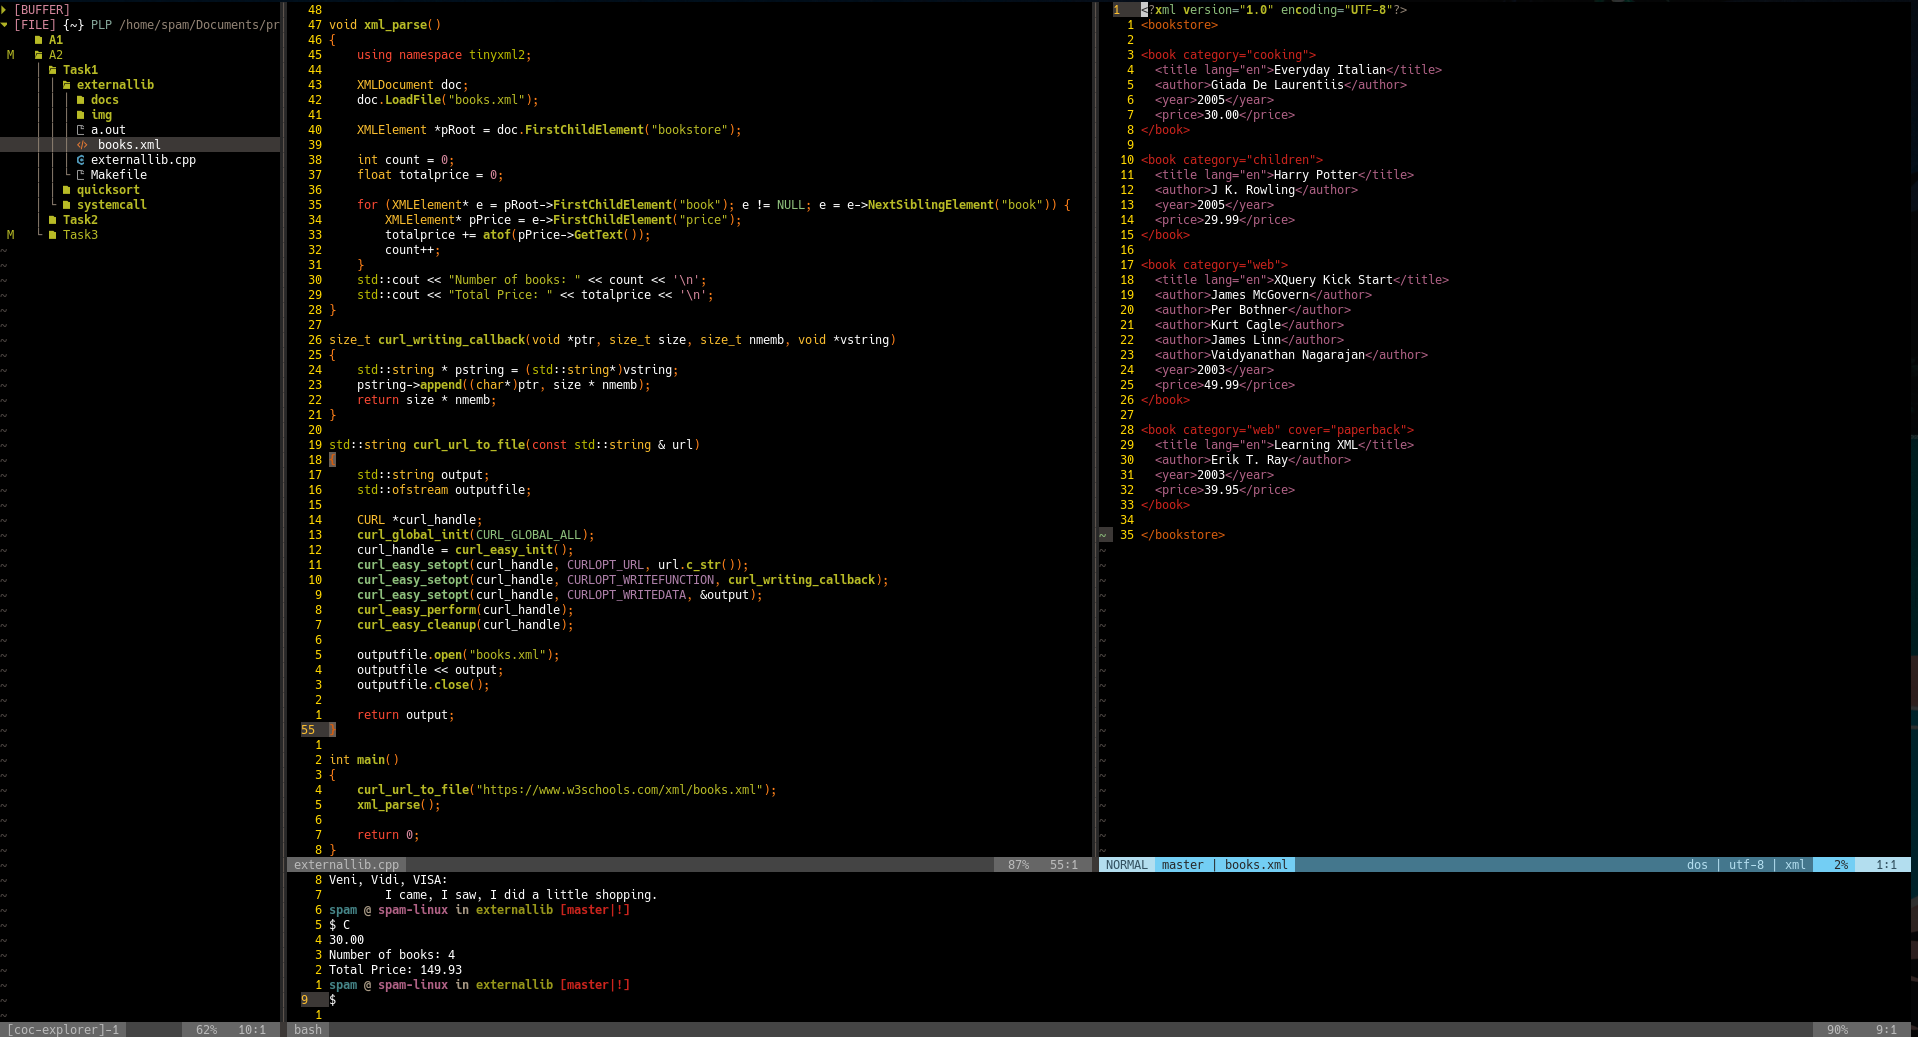 [BUFFER]
[FILE] {~} PLP /home/spam/Documents/pr
A1
M A2
Task1
externallib
docs
img
a.out
</> books.xml
externallib.cpp
Makefile
quicksort
systemcall
Task2
M Task3
[coc-explorer]-1 62% 10:1
48
47 void xml_parse()
46 {
45     using namespace tinyxml2;
44
43     XMLDocument doc;
42     doc.LoadFile("books.xml");
41
40     XMLElement *pRoot = doc.FirstChildElement("bookstore");
39
38     int count = 0;
37     float totalprice = 0;
36
35     for (XMLElement* e = pRoot->FirstChildElement("book"); e != NULL; e = e->NextSiblingElement("book")) {
34         XMLElement* pPrice = e->FirstChildElement("price");
33         totalprice += atof(pPrice->GetText());
32         count++;
31     }
30     std::cout << "Number of books: " << count << '\n';
29     std::cout << "Total Price: " << totalprice << '\n';
28 }
27
26 size_t curl_writing_callback(void *ptr, size_t size, size_t nmemb, void *vstring)
25 {
24     std::string * pstring = (std::string*)vstring;
23     pstring->append((char*)ptr, size * nmemb);
22     return size * nmemb;
21 }
20
19 std::string curl_url_to_file(const std::string & url)
18 {
17     std::string output;
16     std::ofstream outputfile;
15
14     CURL *curl_handle;
13     curl_global_init(CURL_GLOBAL_ALL);
12     curl_handle = curl_easy_init();
11     curl_easy_setopt(curl_handle, CURLOPT_URL, url.c_str());
10     curl_easy_setopt(curl_handle, CURLOPT_WRITEFUNCTION, curl_writing_callback);
9     curl_easy_setopt(curl_handle, CURLOPT_WRITEDATA, &output);
8     curl_easy_perform(curl_handle);
7     curl_easy_cleanup(curl_handle);
6
5     outputfile.open("books.xml");
4     outputfile << output;
3     outputfile.close();
2
1     return output;
55 }
1
2 int main()
3 {
4     curl_url_to_file("https://www.w3schools.com/xml/books.xml");
5     xml_parse();
6
7     return 0;
8 }
externallib.cpp 87% 55:1
1 <?xml version="1.0" encoding="UTF-8"?>
1 <bookstore>
2
3 <book category="cooking">
4   <title lang="en">Everyday Italian</title>
5   <author>Giada De Laurentiis</author>
6   <year>2005</year>
7   <price>30.00</price>
8 </book>
9
10 <book category="children">
11   <title lang="en">Harry Potter</title>
12   <author>J K. Rowling</author>
13   <year>2005</year>
14   <price>29.99</price>
15 </book>
16
17 <book category="web">
18   <title lang="en">XQuery Kick Start</title>
19   <author>James McGovern</author>
20   <author>Per Bothner</author>
21   <author>Kurt Cagle</author>
22   <author>James Linn</author>
23   <author>Vaidyanathan Nagarajan</author>
24   <year>2003</year>
25   <price>49.99</price>
26 </book>
27
28 <book category="web" cover="paperback">
29   <title lang="en">Learning XML</title>
30   <author>Erik T. Ray</author>
31   <year>2003</year>
32   <price>39.95</price>
33 </book>
34
~ 35 </bookstore>
NORMAL master | books.xml dos | utf-8 | xml 2% 1:1
8 Veni, Vidi, VISA:
7         I came, I saw, I did a little shopping.
6 spam @ spam-linux in externallib [master|!]
5 $ C
4 30.00
3 Number of books: 4
2 Total Price: 149.93
1 spam @ spam-linux in externallib [master|!]
9 $
1
bash 90% 9:1